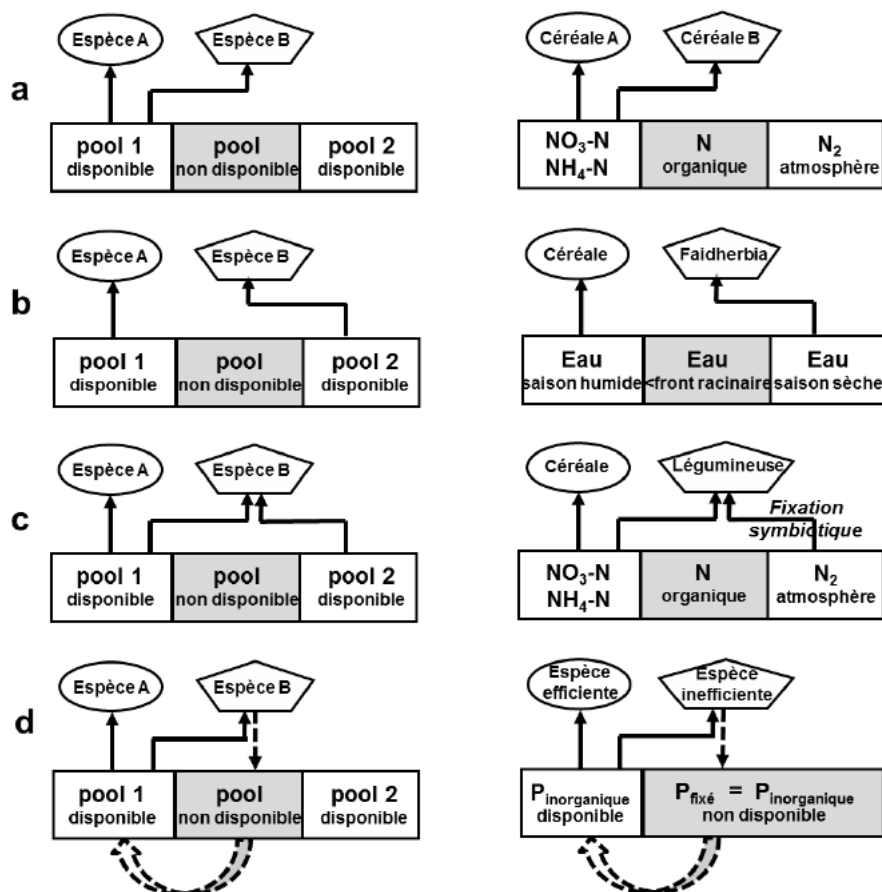 Espèce A
Espèce B
Céréale A
Céréale B
a
pool 1
disponible
pool
non disponible
pool 2
disponible
NO₃-N
NH₄-N
N
organique
N₂
atmosphère
Espèce A
Espèce B
Céréale
Faidherbia
b
pool 1
disponible
pool
non disponible
pool 2
disponible
Eau
saison humide
Eau
<front racinaire
Eau
saison sèche
Espèce A
Espèce B
Céréale
Légumineuse
c
Fixation
symbiotique
pool 1
disponible
pool
non disponible
pool 2
disponible
NO₃-N
NH₄-N
N
organique
N₂
atmosphère
Espèce A
Espèce B
Espèce
efficiente
Espèce
inefficiente
d
pool 1
disponible
pool
non disponible
pool 2
disponible
Pinorganique
disponible
Pfixé = Pinorganique
non disponible